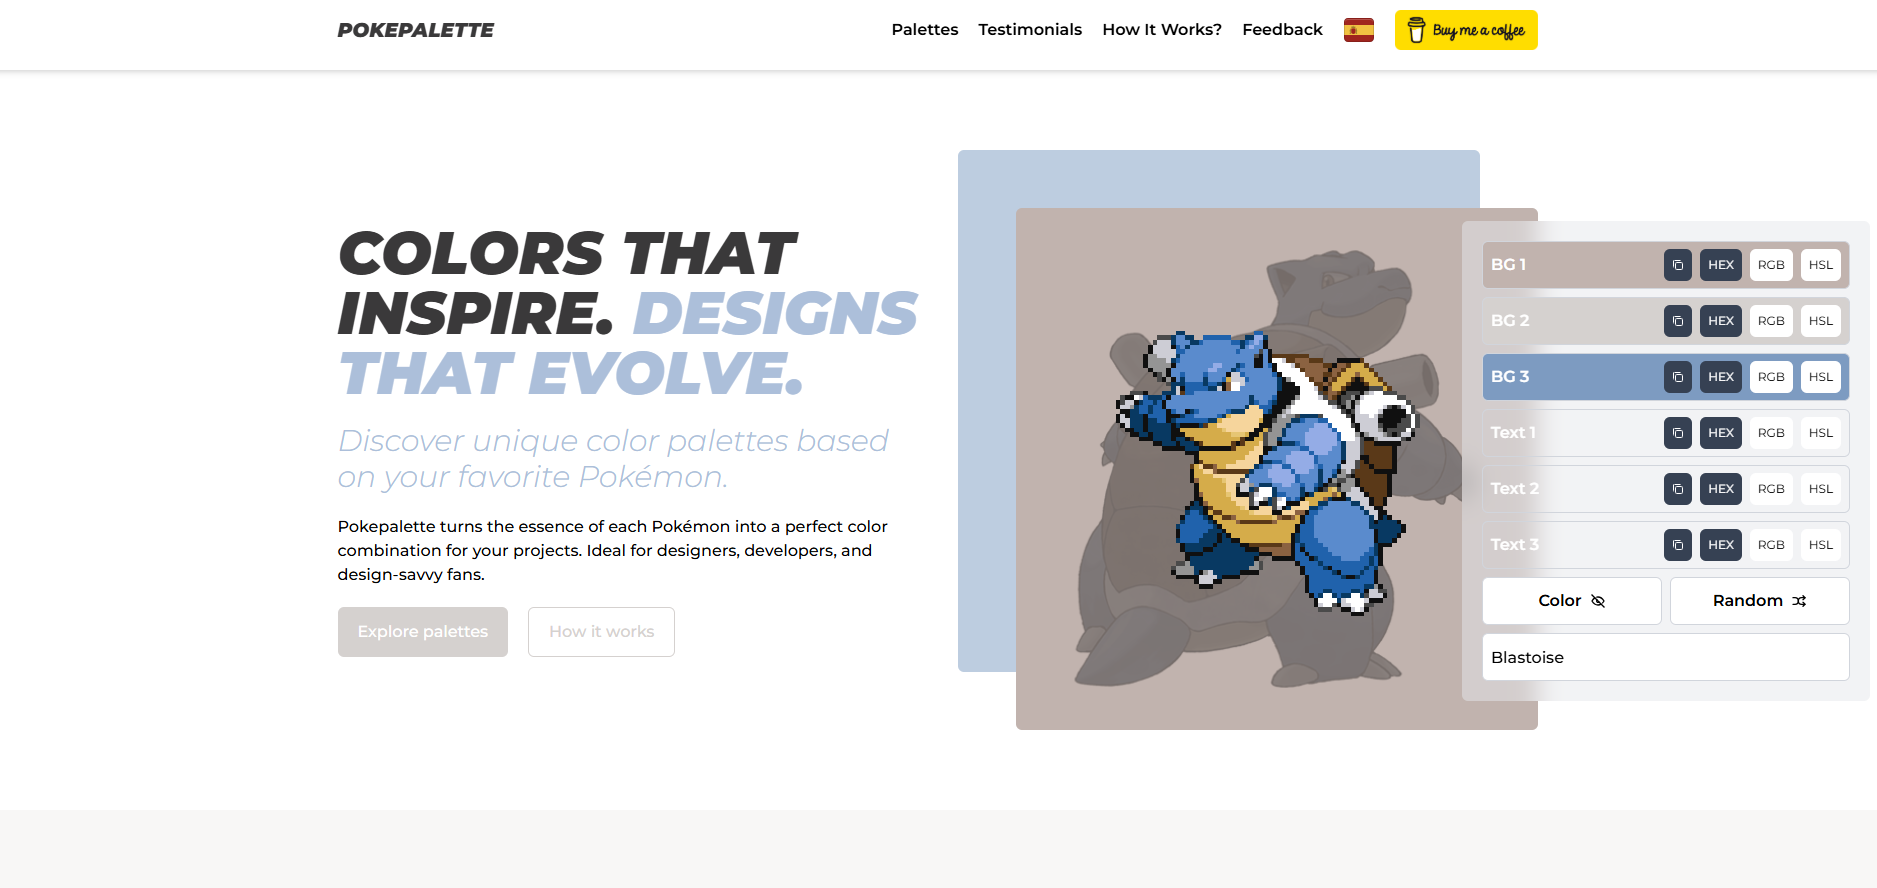 POKEPALETTE
Palettes Testimonials How It Works? Feedback Buy me a coffee
COLORS THAT
INSPIRE. DESIGNS
THAT EVOLVE.
Discover unique color palettes based
on your favorite Pokémon.
Pokepalette turns the essence of each Pokémon into a perfect color
combination for your projects. Ideal for designers, developers, and
design-savvy fans.
Explore palettes How it works
BG 1 HEX RGB HSL
BG 2 HEX RGB HSL
BG 3 HEX RGB HSL
Text 1 HEX RGB HSL
Text 2 HEX RGB HSL
Text 3 HEX RGB HSL
Color Random
Blastoise